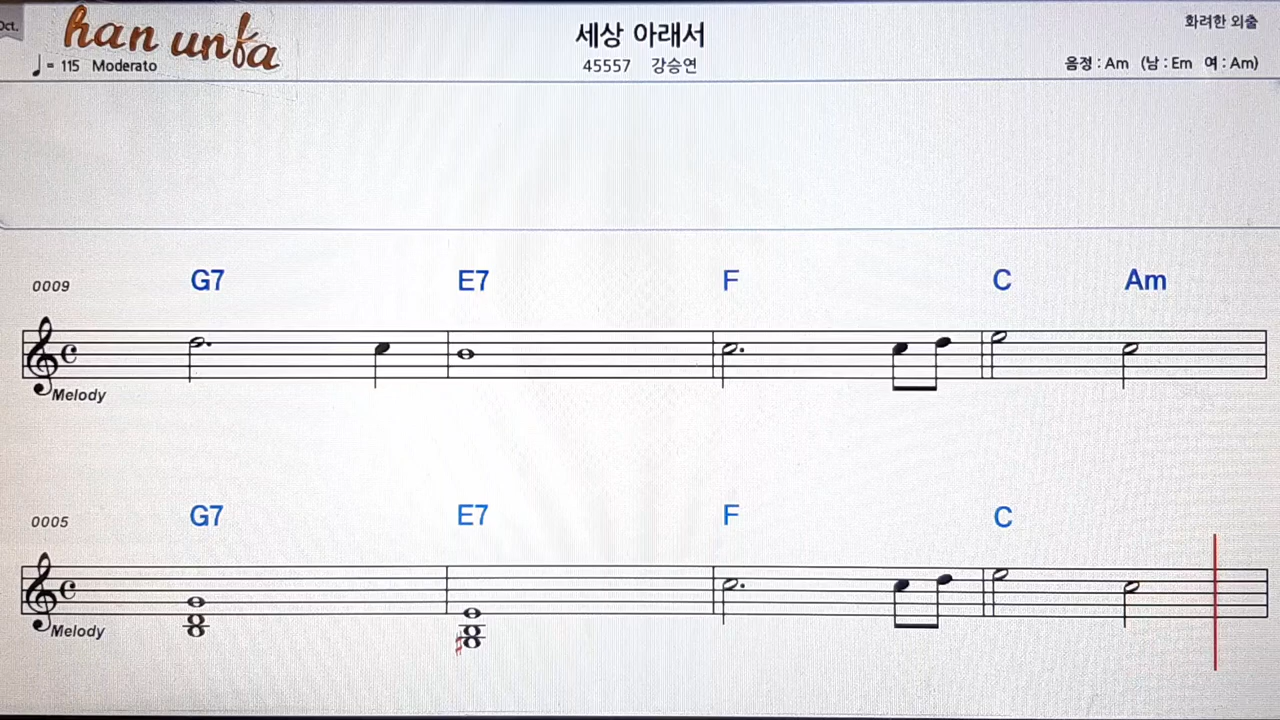 Oct.
han unfa
♩= 115 Moderato
세상 아래서
45557 강승연
화려한 외출
음정 : Am (남 : Em 여 : Am)
0009 G7 E7 F C Am
Melody
0005 G7 E7 F C
Melody